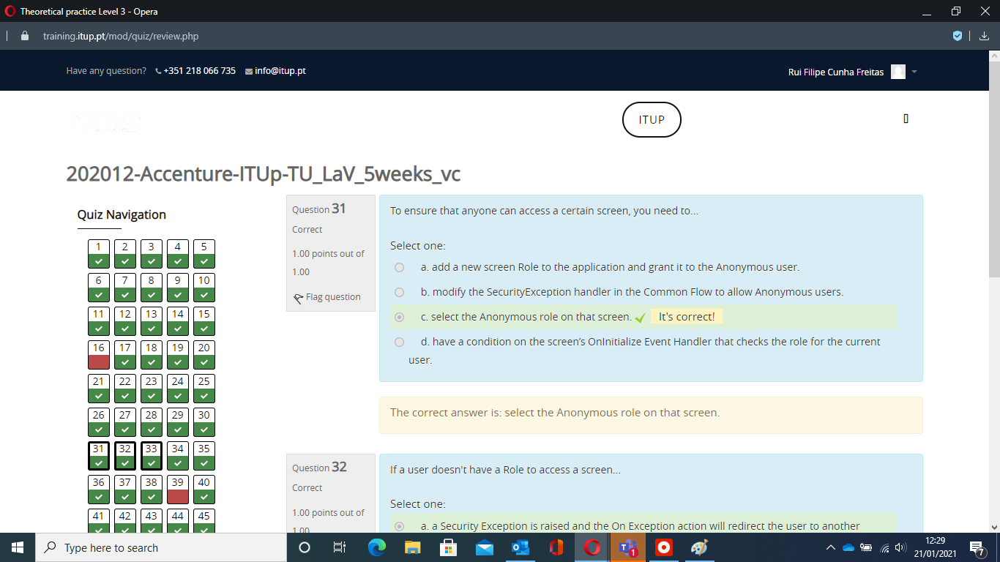 Theoretical practice Level 3 - Opera
training.itup.pt/mod/quiz/review.php
Have any question? +351 218 066 735 info@itup.pt
Rui Filipe Cunha Freitas
ITUP
202012-Accenture-ITUp-TU_LaV_5weeks_vc
Quiz Navigation
1 2 3 4 5
6 7 8 9 10
11 12 13 14 15
16 17 18 19 20
21 22 23 24 25
26 27 28 29 30
31 32 33 34 35
36 37 38 39 40
41 42 43 44 45
Question 31
Correct
1.00 points out of
1.00
Flag question
To ensure that anyone can access a certain screen, you need to...
Select one:
a. add a new screen Role to the application and grant it to the Anonymous user.
b. modify the SecurityException handler in the Common Flow to allow Anonymous users.
c. select the Anonymous role on that screen. It's correct!
d. have a condition on the screen's OnInitialize Event Handler that checks the role for the current
user.
The correct answer is: select the Anonymous role on that screen.
Question 32
Correct
1.00 points out of
1.00
If a user doesn't have a Role to access a screen...
Select one:
a. a Security Exception is raised and the On Exception action will redirect the user to another
Type here to search
1
12:29
21/01/2021
7